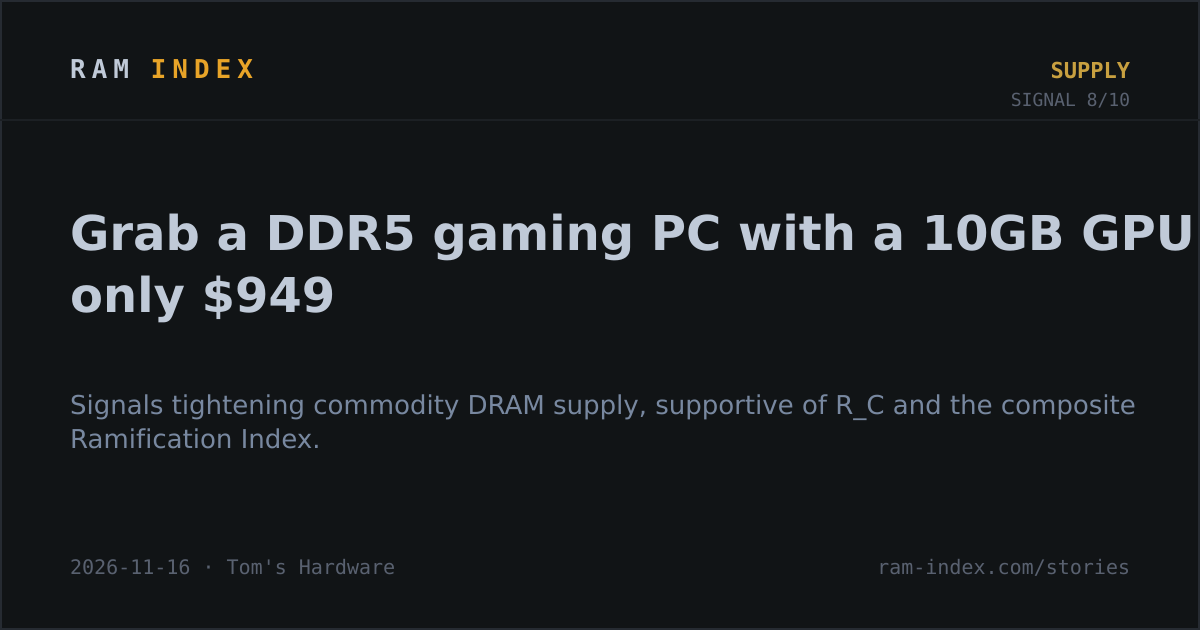 RAM INDEX
SUPPLY
SIGNAL 8/10
Grab a DDR5 gaming PC with a 10GB GPU
only $949
Signals tightening commodity DRAM supply, supportive of R_C and the composite
Ramification Index.
2026-11-16 · Tom's Hardware
ram-index.com/stories